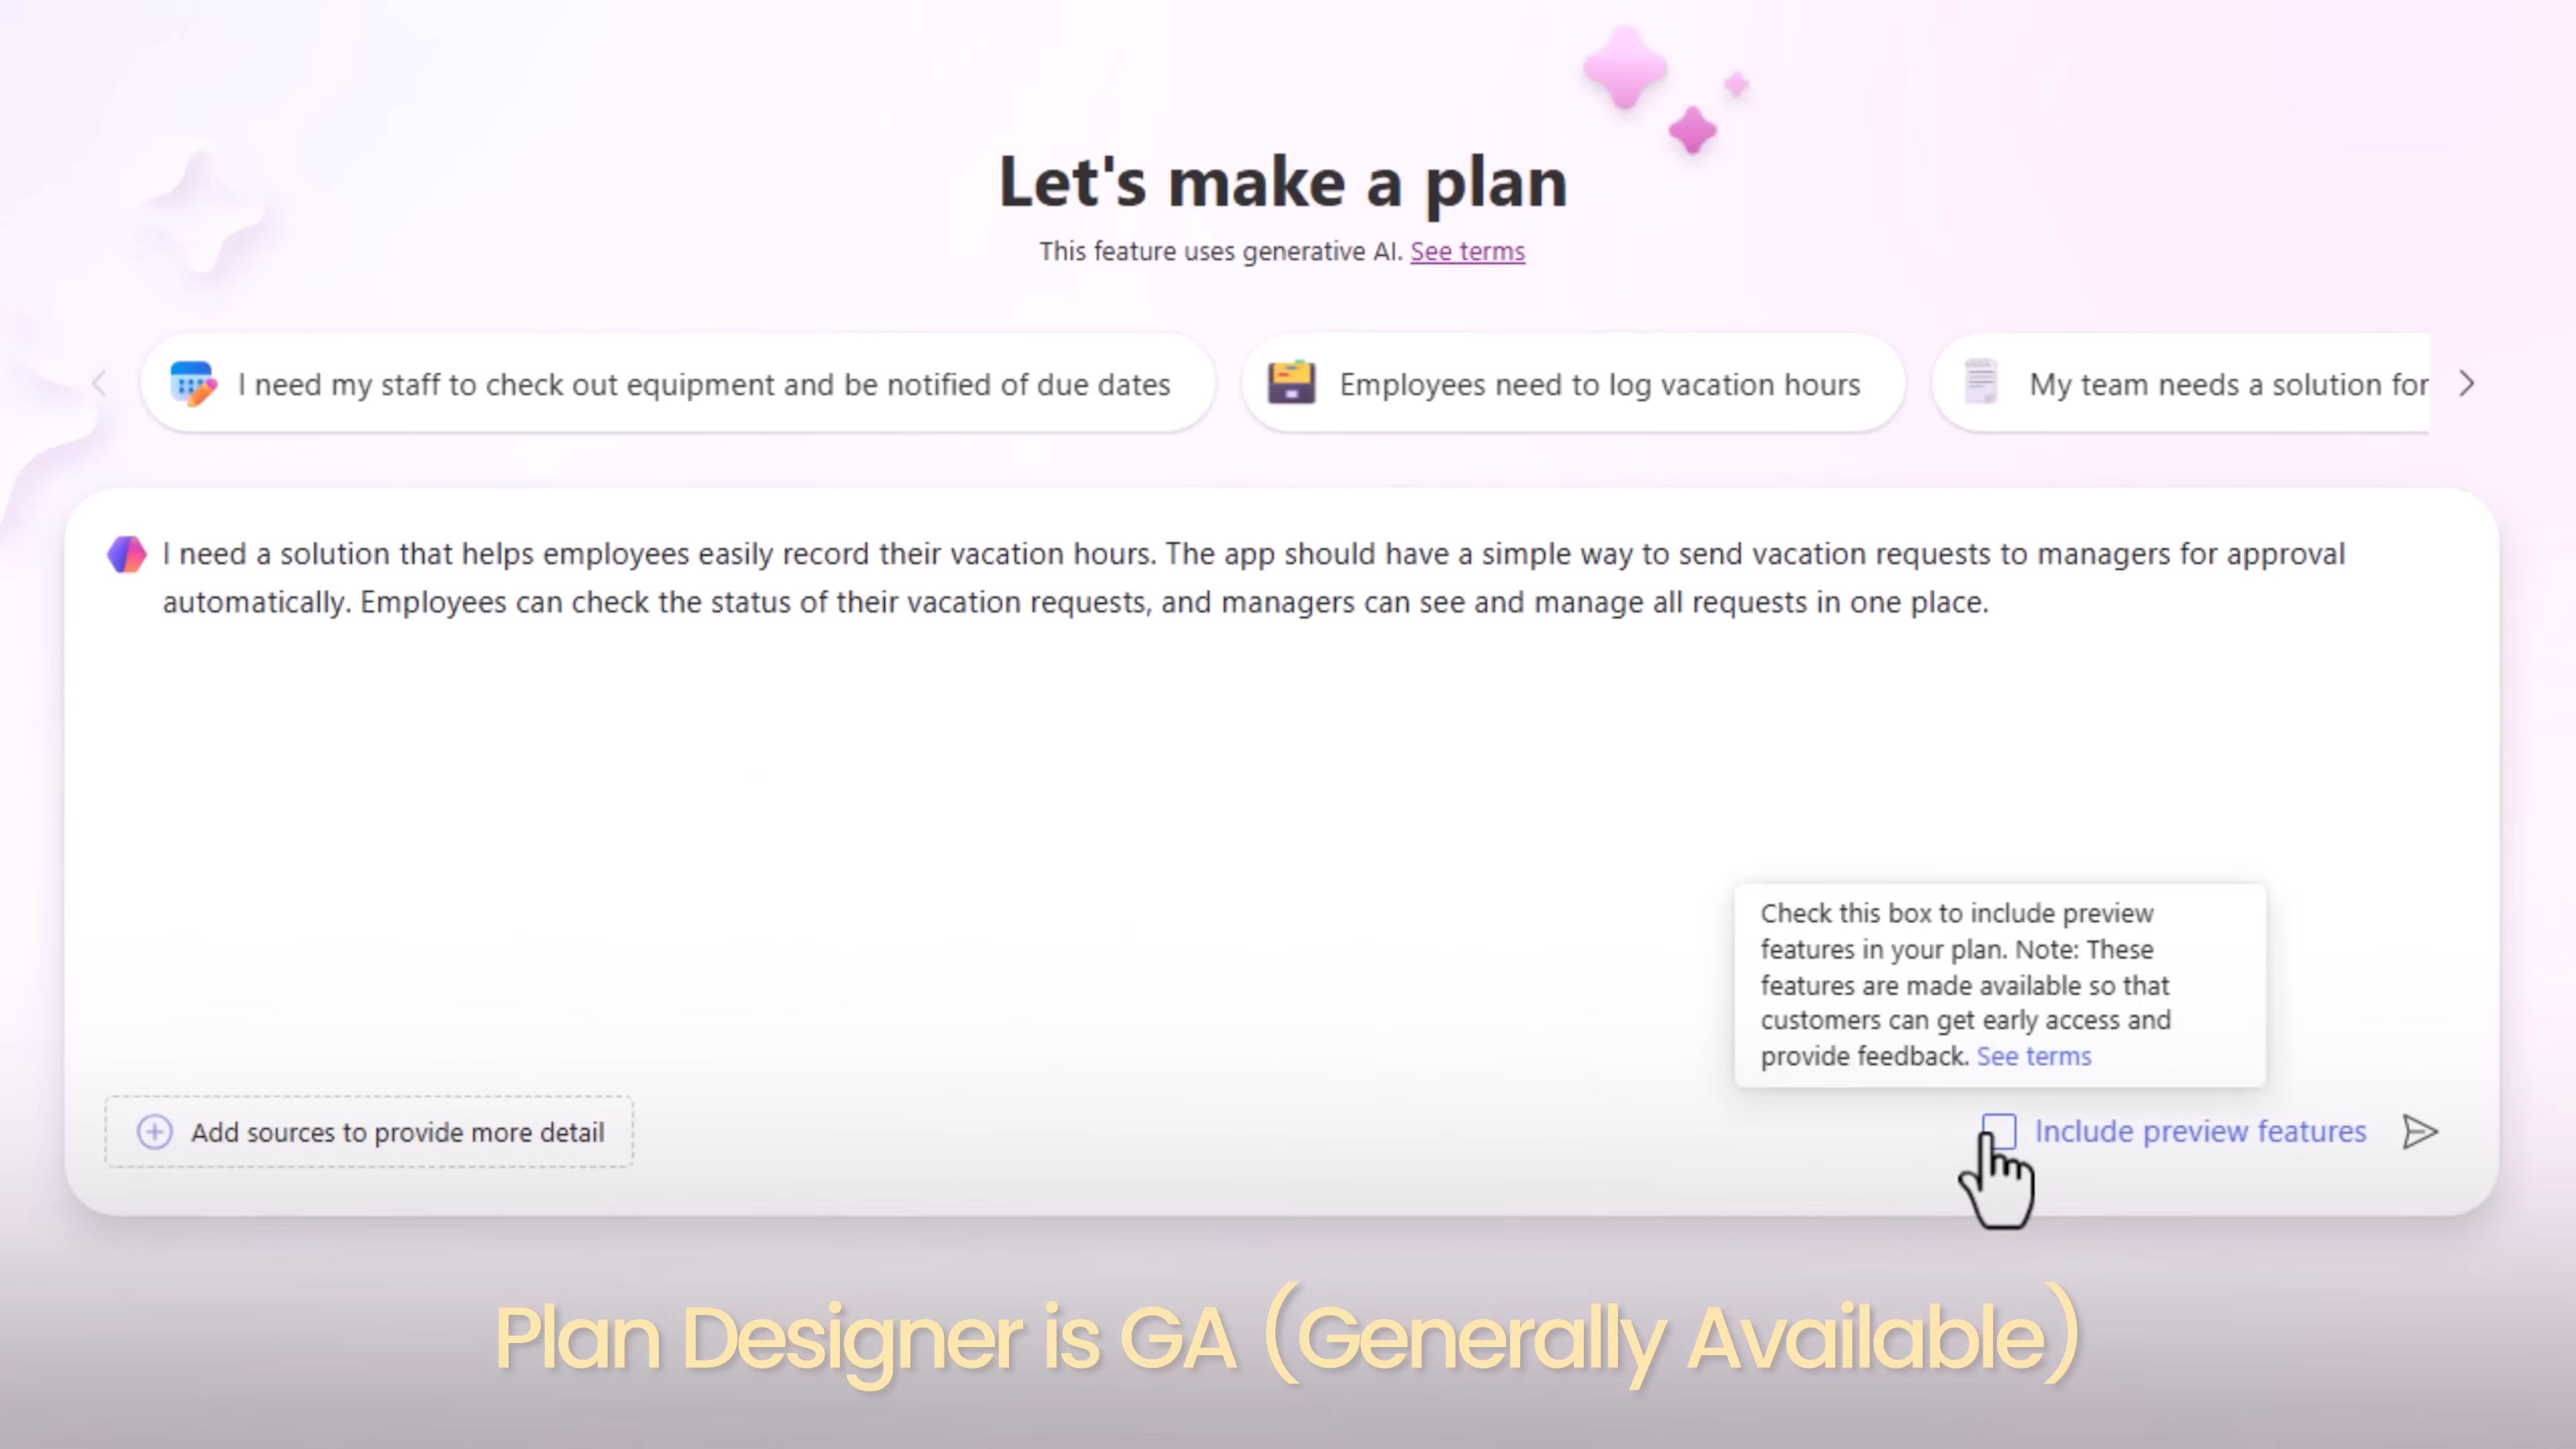 Let's make a plan
This feature uses generative AI. See terms
I need my staff to check out equipment and be notified of due dates
Employees need to log vacation hours
My team needs a solution for
I need a solution that helps employees easily record their vacation hours. The app should have a simple way to send vacation requests to managers for approval
automatically. Employees can check the status of their vacation requests, and managers can see and manage all requests in one place.
Check this box to include preview
features in your plan. Note: These
features are made available so that
customers can get early access and
provide feedback. See terms
Add sources to provide more detail
Include preview features
Plan Designer is GA (Generally Available)